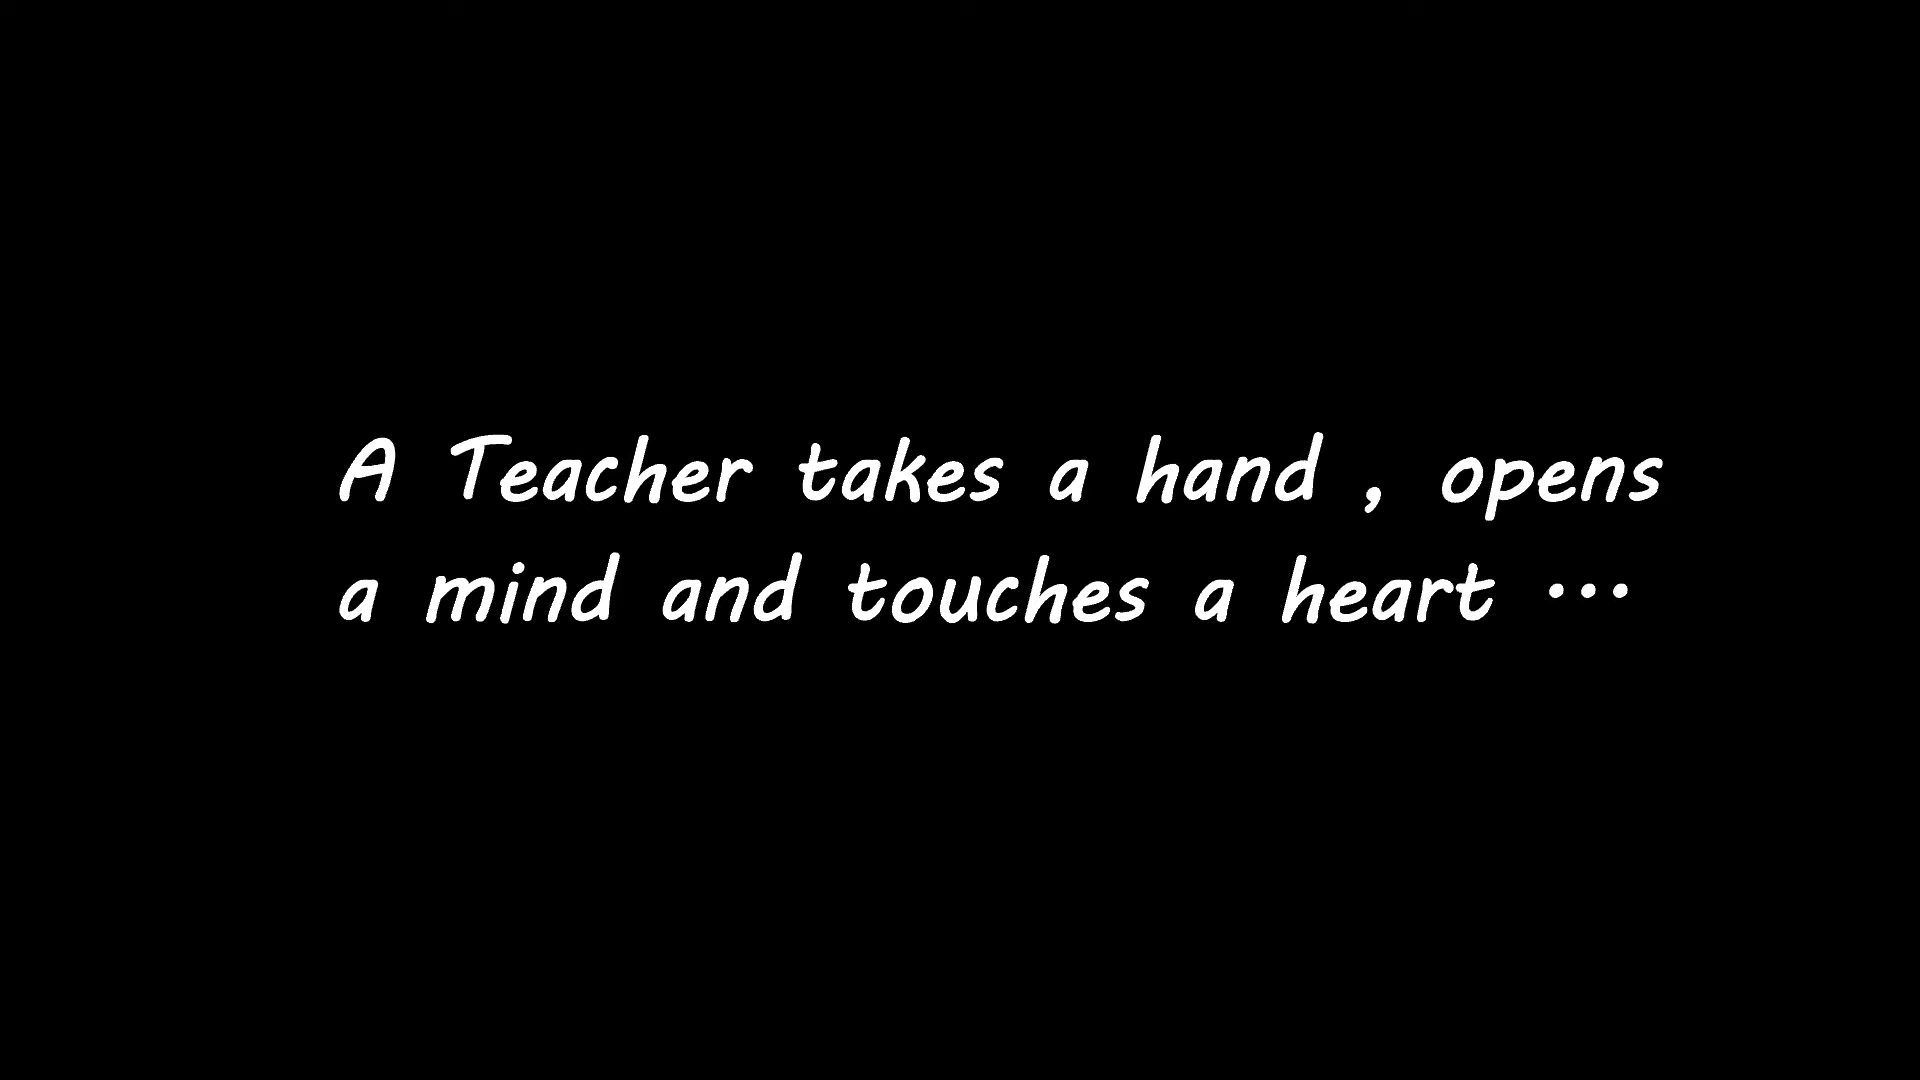 A Teacher takes a hand , opens
a mind and touches a heart ...